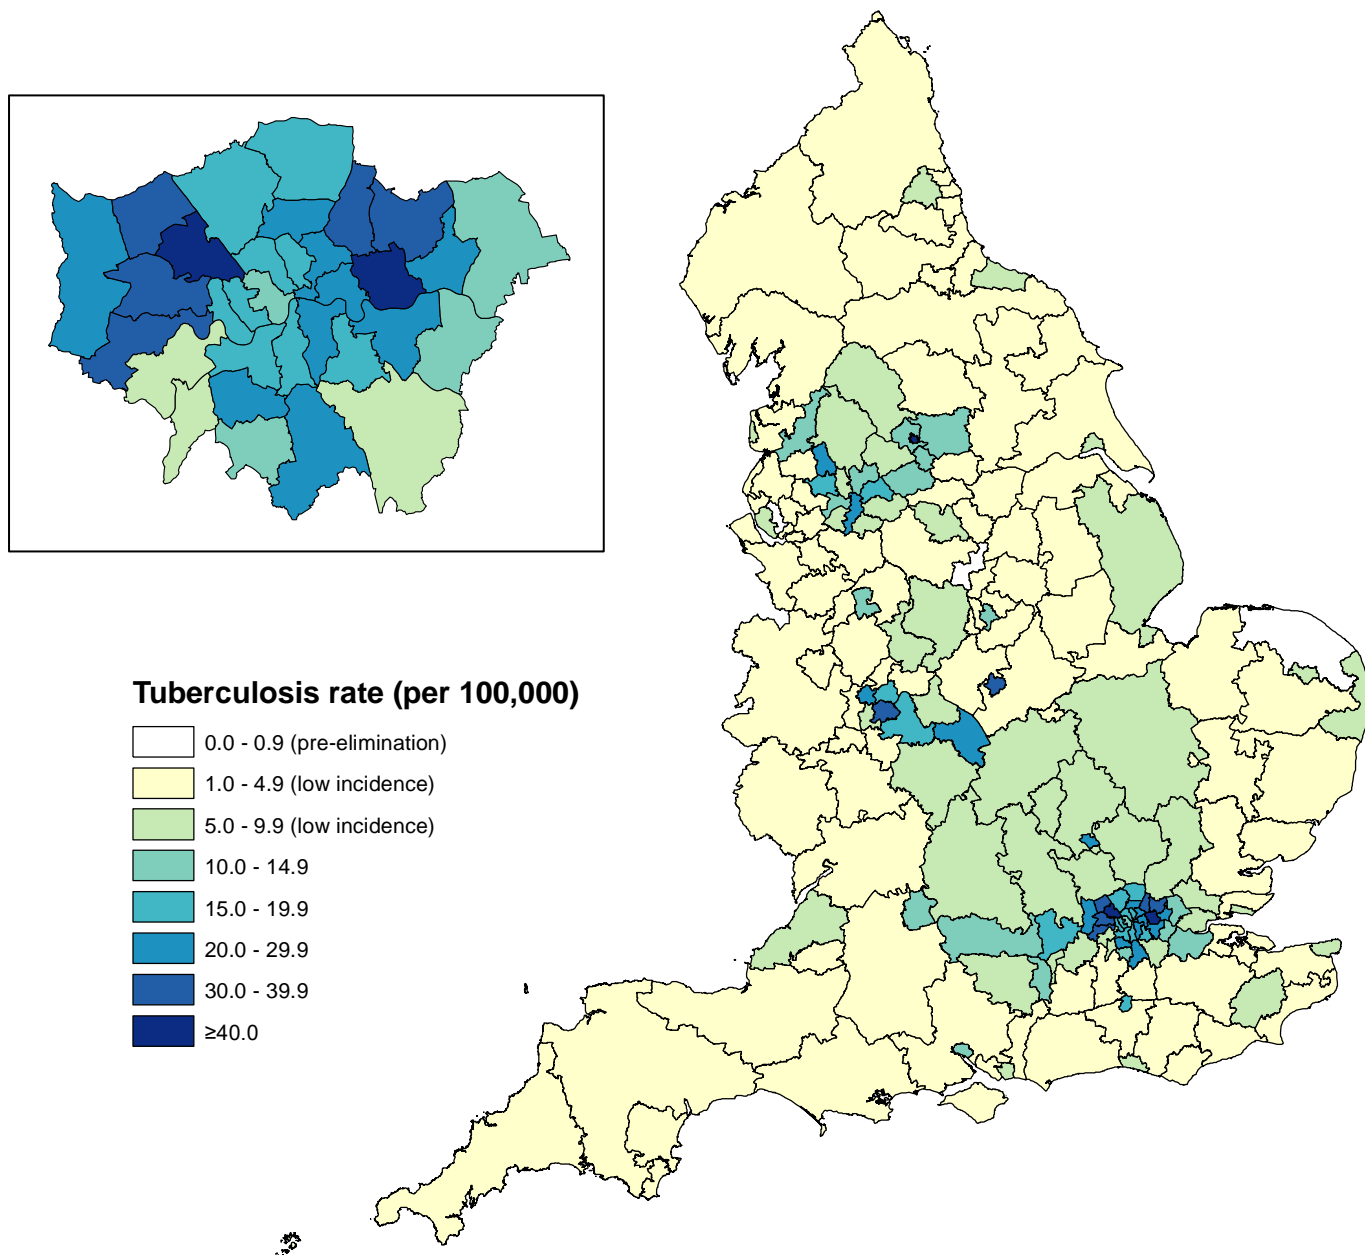 Tuberculosis rate (per 100,000)
0.0 - 0.9 (pre-elimination)
1.0 - 4.9 (low incidence)
5.0 - 9.9 (low incidence)
10.0 - 14.9
15.0 - 19.9
20.0 - 29.9
30.0 - 39.9
≥40.0